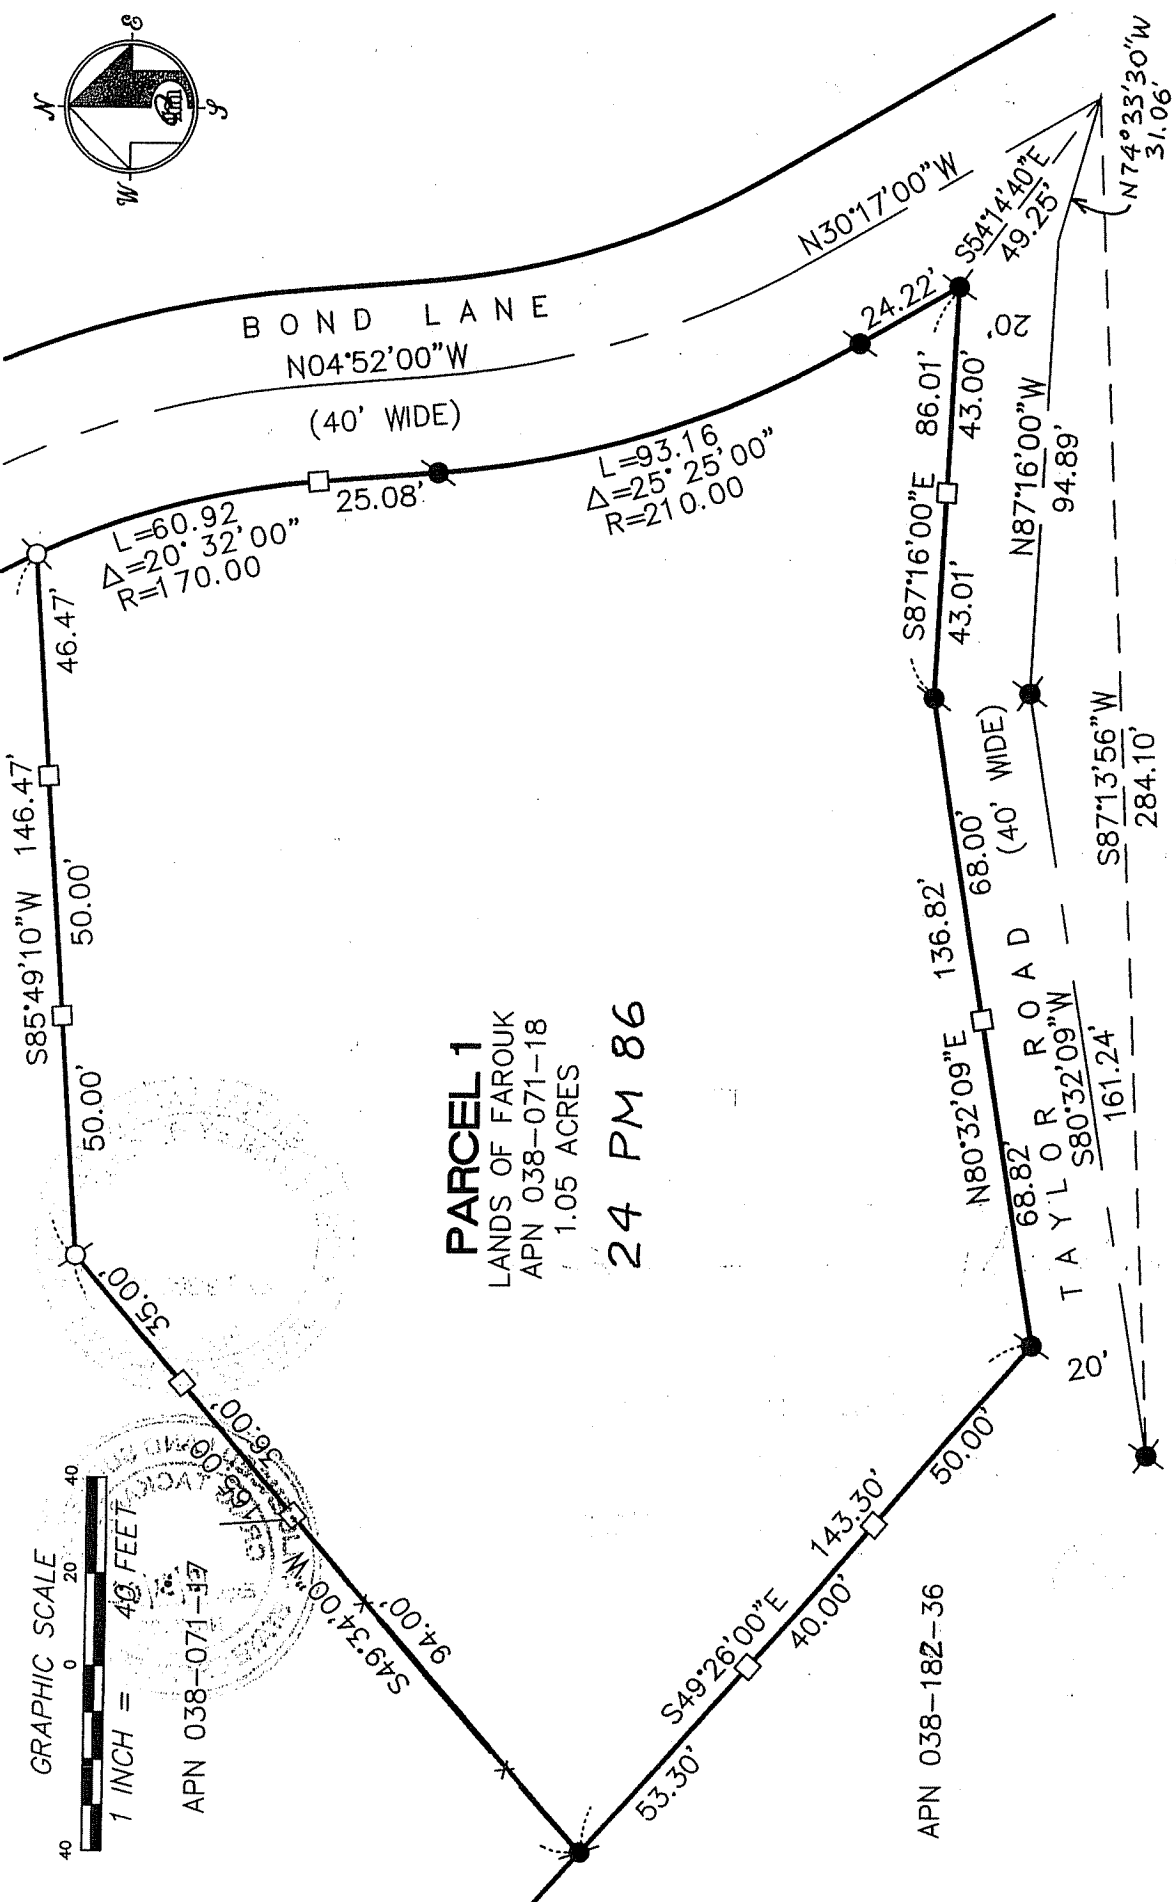 GRAPHIC SCALE
40 0 20 40
1 INCH = 40 FEET
N
E
S
W
APN 038-071-17
S85°49'10"W 146.47'
50.00'
50.00'
46.47'
35.00'
36.00'
165.00'
S49°34'00"W
94.00'
L=60.92
Δ=20°32'00"
R=170.00
25.08'
BOND LANE
N04°52'00"W
(40' WIDE)
L=93.16
Δ=25°25'00"
R=210.00
N30°17'00"W
24.22'
S54°14'40"E
49.25'
N74°33'30"W
31.06'
PARCEL 1
LANDS OF FAROUK
APN 038-071-18
1.05 ACRES
24 PM 86
S87°16'00"E 86.01'
43.01'
43.00'
20'
N87°16'00"W
94.89'
N80°32'09"E 136.82'
68.82'
68.00'
TAYLOR ROAD (40' WIDE)
S80°32'09"W
161.24'
20'
S87°13'56"W
284.10'
S49°26'00"E 143.30'
53.30'
40.00'
50.00'
APN 038-182-36